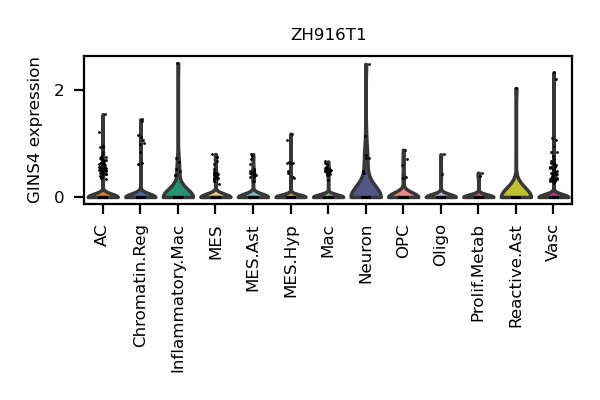 ZH916T1
GINS4 expression
2
0
AC
Chromatin.Reg
Inflammatory.Mac
MES
MES.Ast
MES.Hyp
Mac
Neuron
OPC
Oligo
Prolif.Metab
Reactive.Ast
Vasc